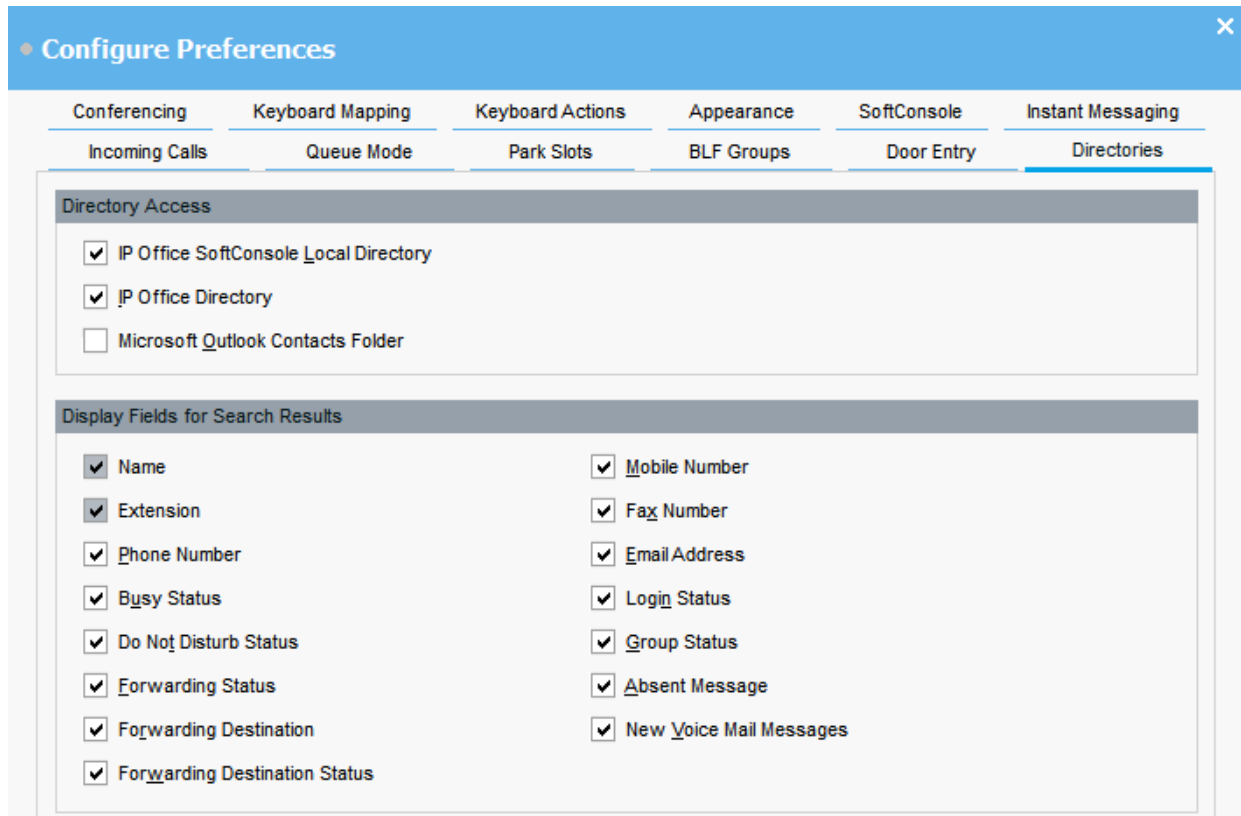 Configure Preferences
Conferencing Keyboard Mapping Keyboard Actions Appearance SoftConsole Instant Messaging
Incoming Calls Queue Mode Park Slots BLF Groups Door Entry Directories
Directory Access
IP Office SoftConsole Local Directory
IP Office Directory
Microsoft Outlook Contacts Folder
Display Fields for Search Results
Name Mobile Number
Extension Fax Number
Phone Number Email Address
Busy Status Login Status
Do Not Disturb Status Group Status
Forwarding Status Absent Message
Forwarding Destination New Voice Mail Messages
Forwarding Destination Status